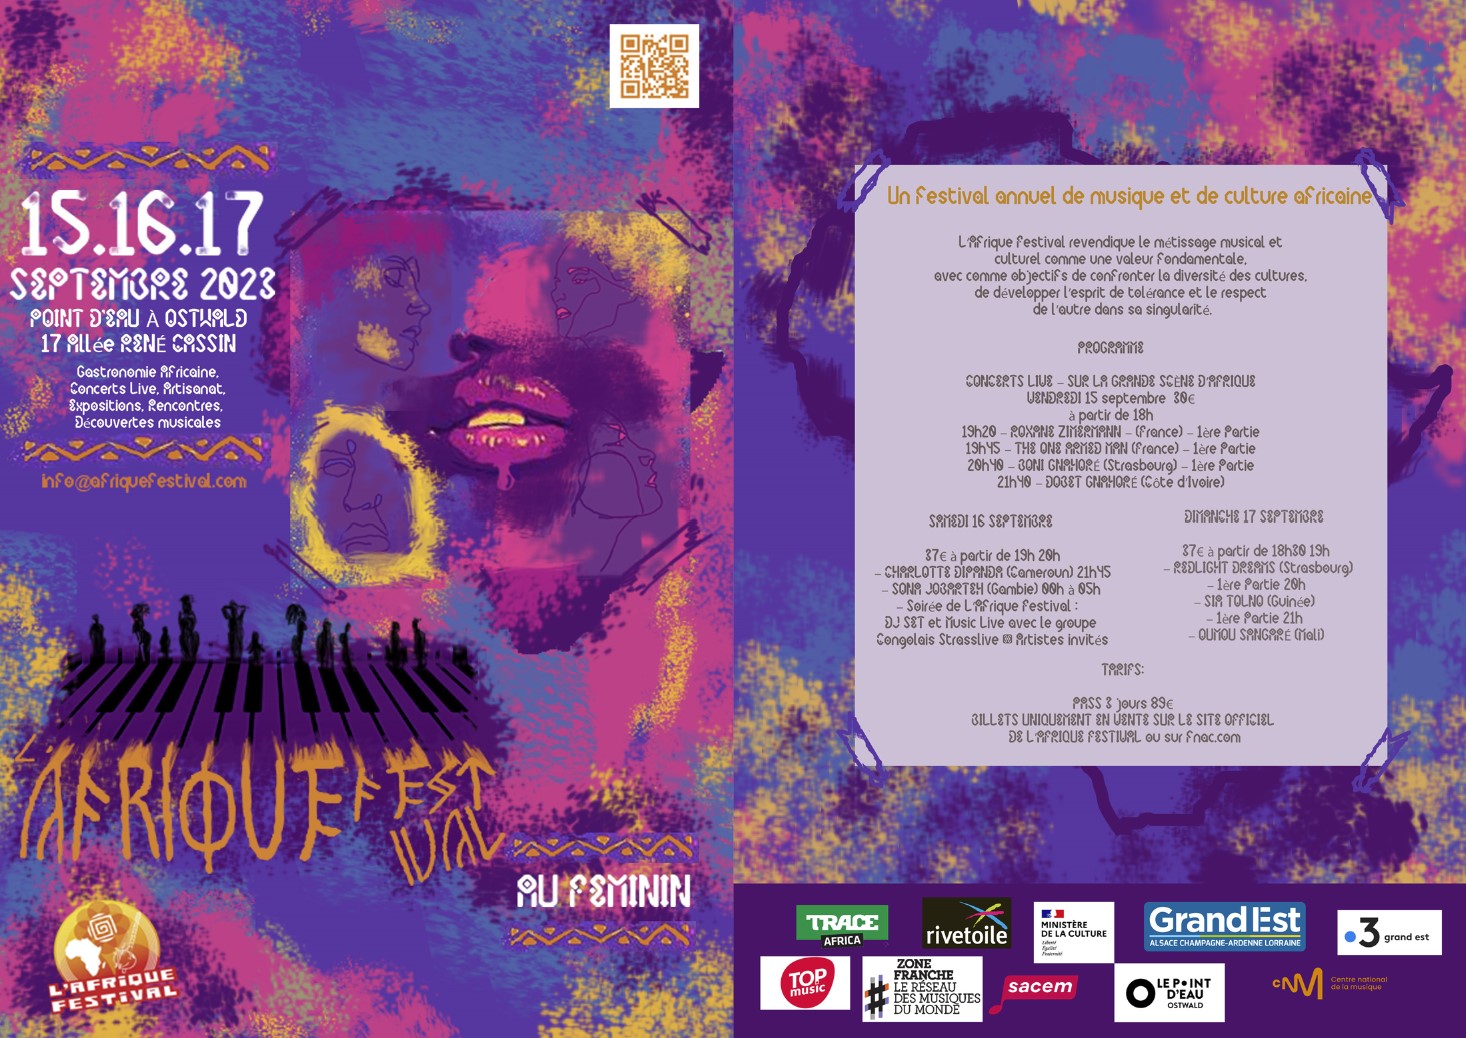 15.16.17
SEPTEMBRE 2023
POINT D'EAU À OSTWALD
17 Allée RENÉ CASSIN
Gastronomie Africaine,
Concerts Live, Artisanat,
Expositions, Rencontres,
Découvertes musicales
info@afriquefestival.com
L'AFRIQUE FESTIVAL
AU FEMININ
L'AFRIQUE
FESTIVAL
Un festival annuel de musique et de culture africaine
L'Afrique Festival revendique le métissage musical et
culturel comme une valeur fondamentale,
avec comme objectifs de confronter la diversité des cultures,
de développer l'esprit de tolérance et le respect
de l'autre dans sa singularité.
PROGRAMME
CONCERTS LIVE – SUR LA GRANDE SCÈNE D'AFRIQUE
VENDREDI 15 septembre 30€
à partir de 18h
19h20 – ROXANE ZIMERMANN – (France) – 1ère Partie
19h45 – THE ONE ARMED MAN (France) – 1ère Partie
20h40 – BONI GNAHORÉ (Strasbourg) – 1ère Partie
21h40 – DOBET GNAHORÉ (Côte d'Ivoire)
SAMEDI 16 SEPTEMBRE
37€ à partir de 19h 20h
– CHARLOTTE DIPANDA (Cameroun) 21h45
– SONA JOBARTEH (Gambie) 00h à 05h
– Soirée de L'Afrique Festival :
DJ SET et Music Live avec le groupe
Congolais Strasslive Artistes invités
DIMANCHE 17 SEPTEMBRE
37€ à partir de 18h30 19h
– REDLIGHT DREAMS (Strasbourg)
– 1ère Partie 20h
– SIA TOLNO (Guinée)
– 1ère Partie 21h
– OUMOU SANGARÉ (Mali)
TARIFS:
PASS 3 jours 89€
BILLETS UNIQUEMENT EN VENTE SUR LE SITE OFFICIEL
DE L'AFRIQUE FESTIVAL ou sur fnac.com
TRACE
AFRICA
rivetoile
MINISTÈRE
DE LA CULTURE
Liberté
Égalité
Fraternité
Grand Est
ALSACE CHAMPAGNE-ARDENNE LORRAINE
3 grand est
TOP
music
ZONE
FRANCHE
LE RÉSEAU
DES MUSIQUES
DU MONDE
sacem
LE POINT
D'EAU
OSTWALD
CNM
Centre national
de la musique